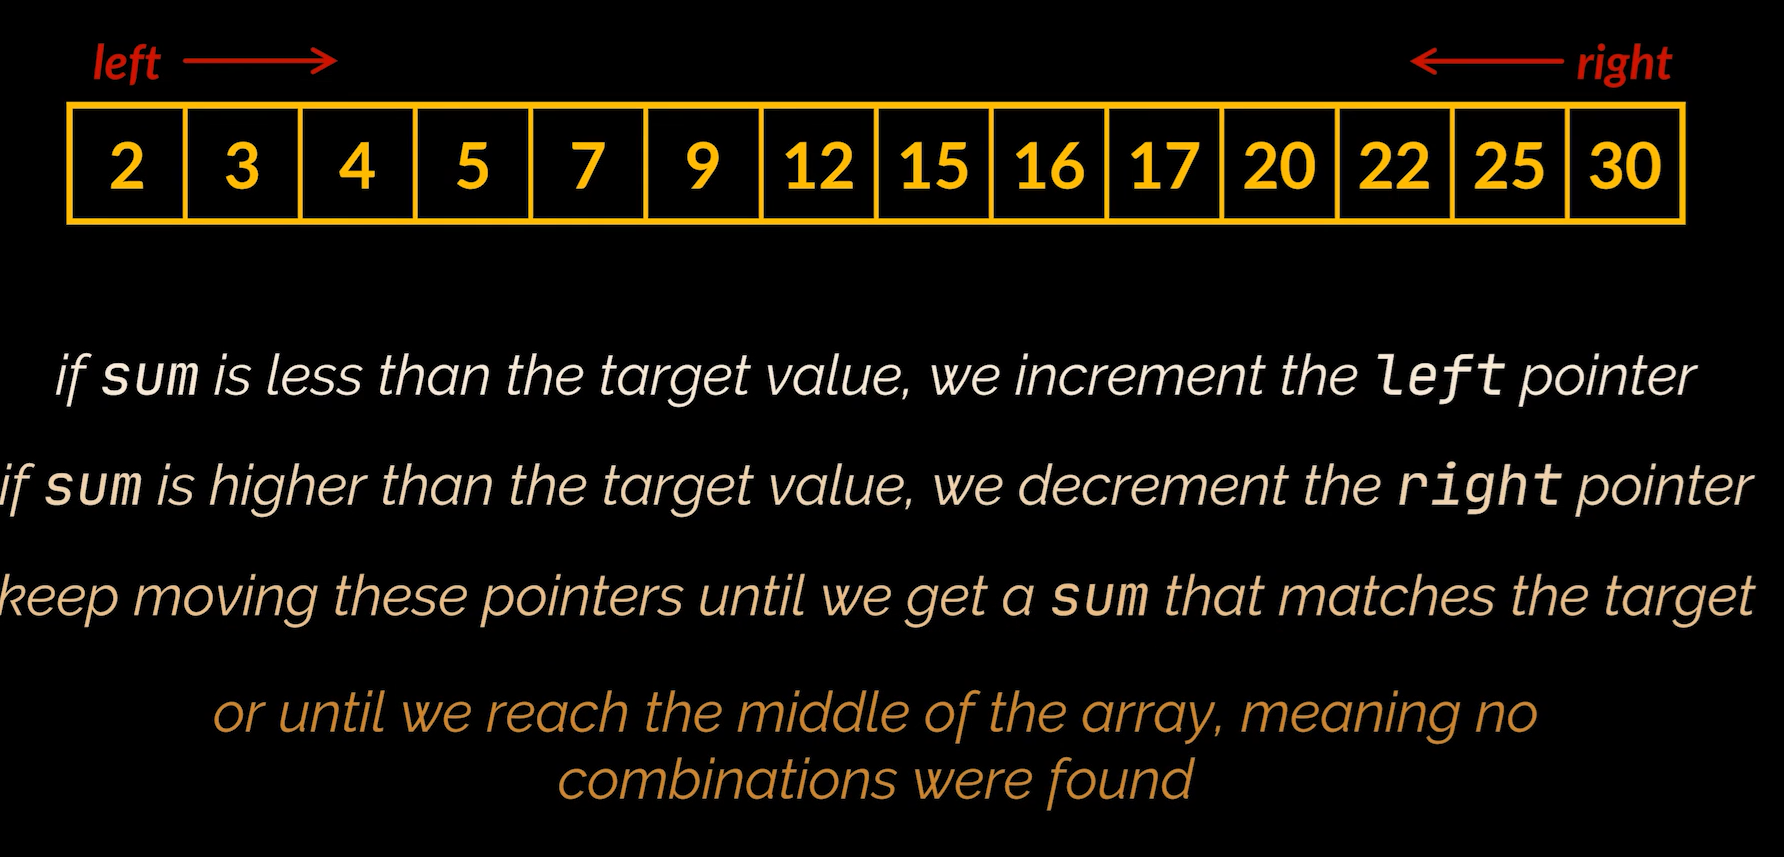 left right
2 3 4 5 7 9 12 15 16 17 20 22 25 30
if sum is less than the target value, we increment the left pointer
if sum is higher than the target value, we decrement the right pointer
keep moving these pointers until we get a sum that matches the target
or until we reach the middle of the array, meaning no
combinations were found